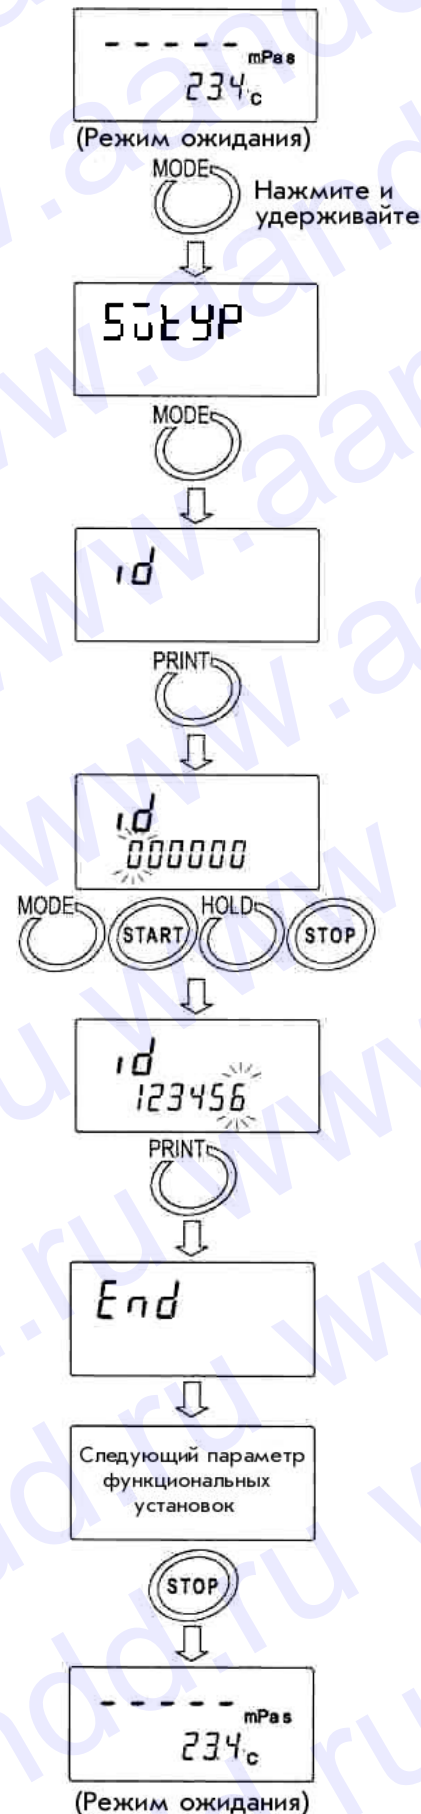 - - - - - mPas
23.4 °C
(Режим ожидания)
MODE
Нажмите и
удерживайте
SūtYP
MODE
id
PRINT
id
000000
MODE START HOLD STOP
id
123456
PRINT
End
Следующий параметр
функциональных
установок
STOP
- - - - - mPas
23.4 °C
(Режим ожидания)